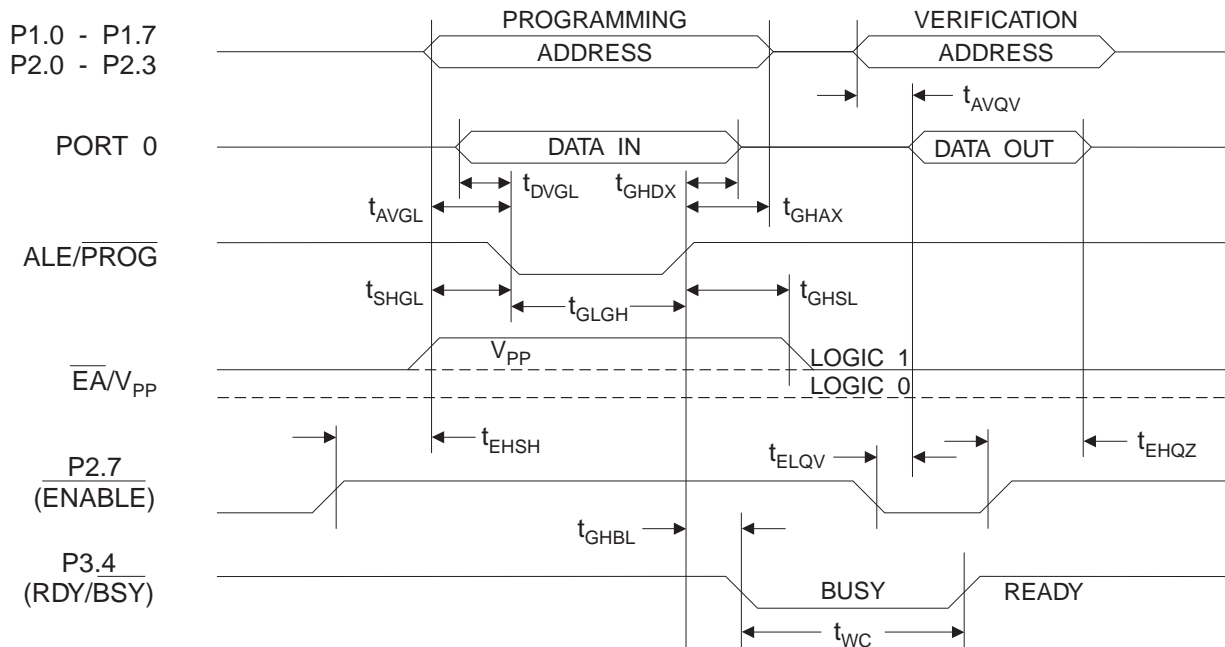 PROGRAMMING
VERIFICATION
P1.0 - P1.7
P2.0 - P2.3
ADDRESS
ADDRESS
tAVQV
PORT 0
DATA IN
DATA OUT
tDVGL
tGHDX
tAVGL
tGHAX
ALE/PROG
tSHGL
tGLGH
tGHSL
VPP
LOGIC 1
EA/VPP
LOGIC 0
tEHSH
tELQV
tEHQZ
P2.7
(ENABLE)
tGHBL
P3.4
(RDY/BSY)
BUSY
READY
tWC